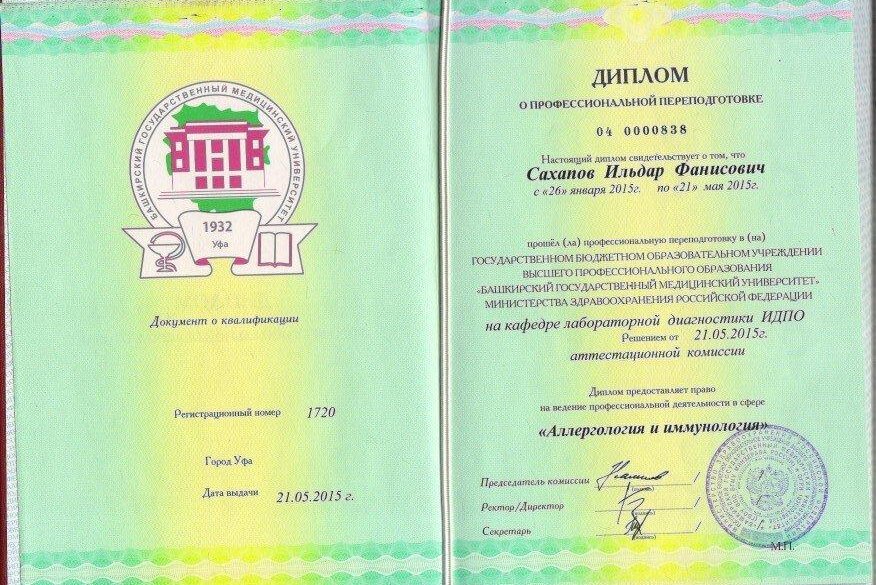 БАШКИРСКИЙ ГОСУДАРСТВЕННЫЙ МЕДИЦИНСКИЙ УНИВЕРСИТЕТ
1932
Уфа
Документ о квалификации
Регистрационный номер 1720
Город Уфа
Дата выдачи 21.05.2015 г.
ДИПЛОМ
О ПРОФЕССИОНАЛЬНОЙ ПЕРЕПОДГОТОВКЕ
04 0000838
Настоящий диплом свидетельствует о том, что
Сахапов Ильдар Фанисович
с «26» января 2015г. по «21» мая 2015г.
прошёл (ла) профессиональную переподготовку в (на)
ГОСУДАРСТВЕННОМ БЮДЖЕТНОМ ОБРАЗОВАТЕЛЬНОМ УЧРЕЖДЕНИИ
ВЫСШЕГО ПРОФЕССИОНАЛЬНОГО ОБРАЗОВАНИЯ
«БАШКИРСКИЙ ГОСУДАРСТВЕННЫЙ МЕДИЦИНСКИЙ УНИВЕРСИТЕТ»
МИНИСТЕРСТВА ЗДРАВООХРАНЕНИЯ РОССИЙСКОЙ ФЕДЕРАЦИИ
на кафедре лабораторной диагностики ИДПО
Решением от 21.05.2015г.
аттестационной комиссии
Диплом предоставляет право
на ведение профессиональной деятельности в сфере
«Аллергология и иммунология»
Председатель комиссии / /
(подпись)
Ректор/Директор / /
(подпись)
Секретарь / /
(подпись)
М.П.